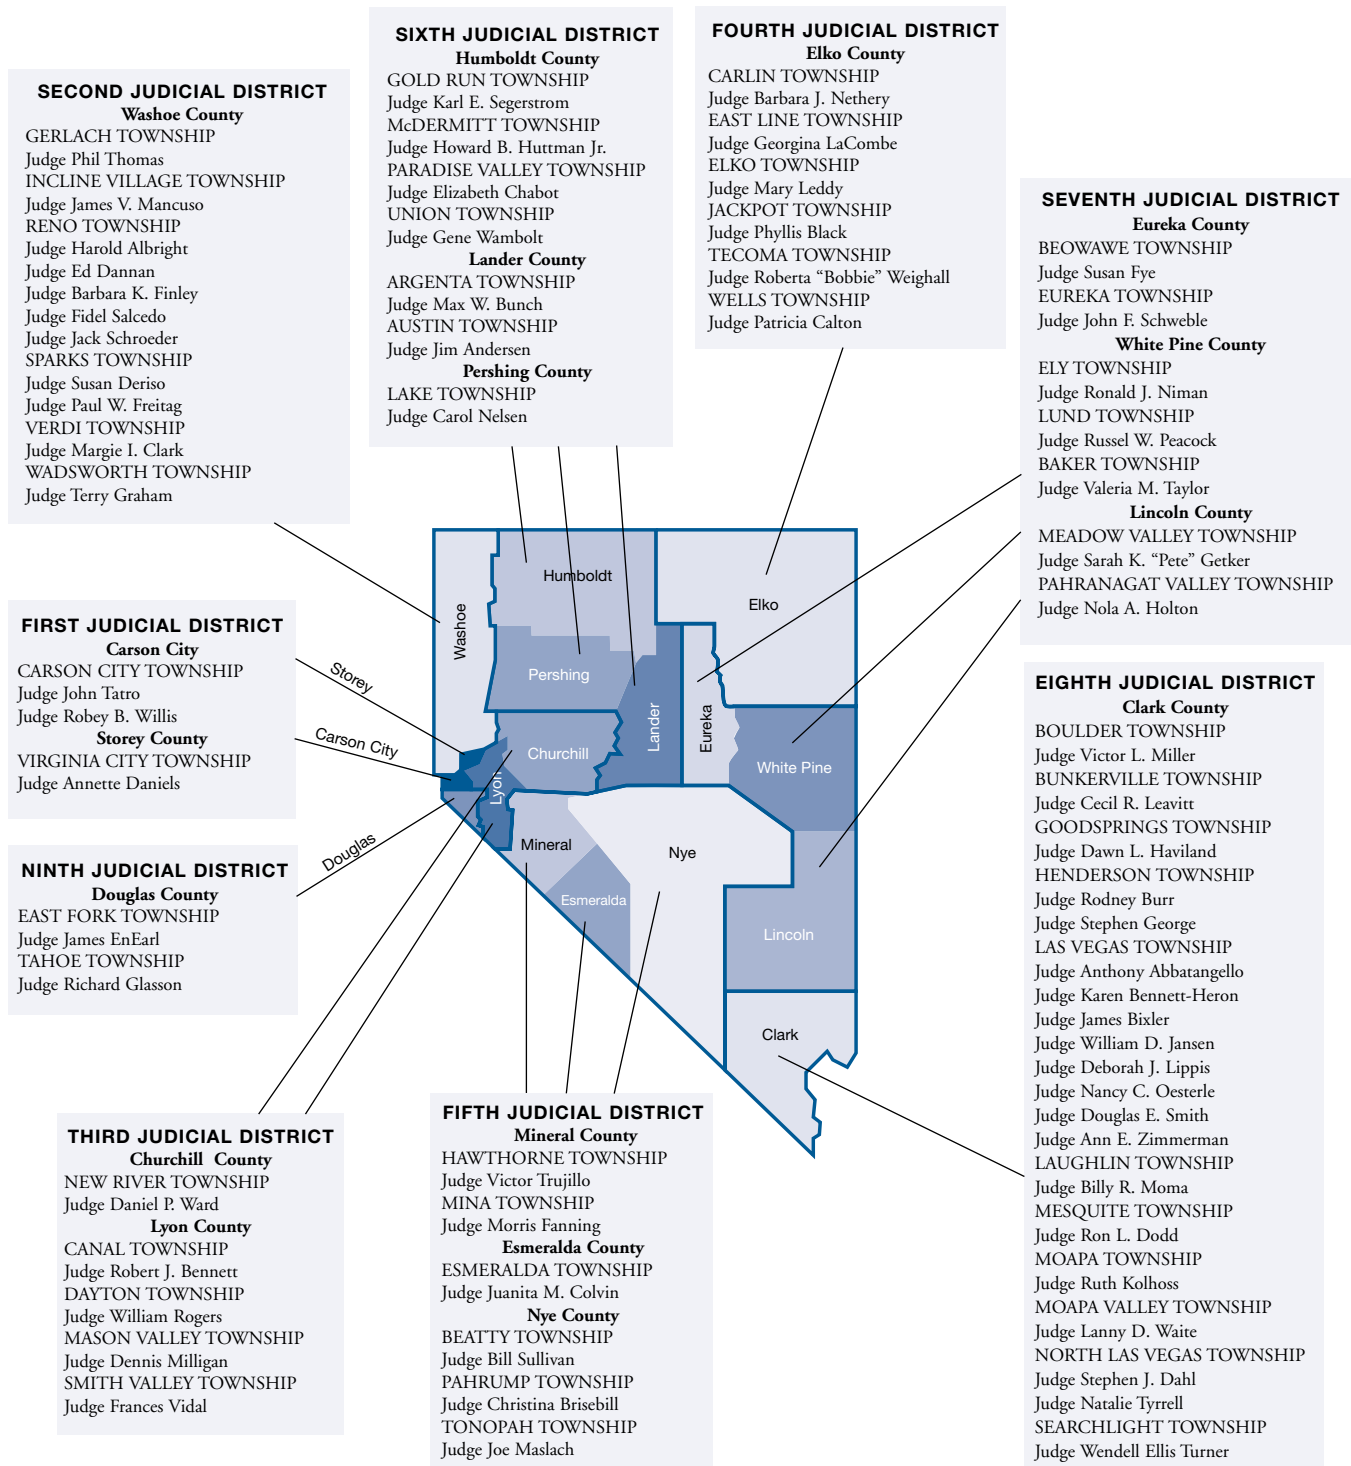 SIXTH JUDICIAL DISTRICT
Humboldt County
GOLD RUN TOWNSHIP
Judge Karl E. Segerstrom
McDERMITT TOWNSHIP
Judge Howard B. Huttman Jr.
PARADISE VALLEY TOWNSHIP
Judge Elizabeth Chabot
UNION TOWNSHIP
Judge Gene Wambolt
Lander County
ARGENTA TOWNSHIP
Judge Max W. Bunch
AUSTIN TOWNSHIP
Judge Jim Andersen
Pershing County
LAKE TOWNSHIP
Judge Carol Nelsen
FOURTH JUDICIAL DISTRICT
Elko County
CARLIN TOWNSHIP
Judge Barbara J. Nethery
EAST LINE TOWNSHIP
Judge Georgina LaCombe
ELKO TOWNSHIP
Judge Mary Leddy
JACKPOT TOWNSHIP
Judge Phyllis Black
TECOMA TOWNSHIP
Judge Roberta “Bobbie” Weighall
WELLS TOWNSHIP
Judge Patricia Calton
SECOND JUDICIAL DISTRICT
Washoe County
GERLACH TOWNSHIP
Judge Phil Thomas
INCLINE VILLAGE TOWNSHIP
Judge James V. Mancuso
RENO TOWNSHIP
Judge Harold Albright
Judge Ed Dannan
Judge Barbara K. Finley
Judge Fidel Salcedo
Judge Jack Schroeder
SPARKS TOWNSHIP
Judge Susan Deriso
Judge Paul W. Freitag
VERDI TOWNSHIP
Judge Margie I. Clark
WADSWORTH TOWNSHIP
Judge Terry Graham
SEVENTH JUDICIAL DISTRICT
Eureka County
BEOWAWE TOWNSHIP
Judge Susan Fye
EUREKA TOWNSHIP
Judge John F. Schweble
White Pine County
ELY TOWNSHIP
Judge Ronald J. Niman
LUND TOWNSHIP
Judge Russel W. Peacock
BAKER TOWNSHIP
Judge Valeria M. Taylor
Lincoln County
MEADOW VALLEY TOWNSHIP
Judge Sarah K. “Pete” Getker
PAHRANAGAT VALLEY TOWNSHIP
Judge Nola A. Holton
FIRST JUDICIAL DISTRICT
Carson City
CARSON CITY TOWNSHIP
Judge John Tatro
Judge Robey B. Willis
Storey County
VIRGINIA CITY TOWNSHIP
Judge Annette Daniels
NINTH JUDICIAL DISTRICT
Douglas County
EAST FORK TOWNSHIP
Judge James EnEarl
TAHOE TOWNSHIP
Judge Richard Glasson
Storey
Carson City
Douglas
Washoe
Humboldt
Elko
Pershing
Lander
Eureka
Churchill
Lyon
White Pine
Mineral
Nye
Esmeralda
Lincoln
Clark
EIGHTH JUDICIAL DISTRICT
Clark County
BOULDER TOWNSHIP
Judge Victor L. Miller
BUNKERVILLE TOWNSHIP
Judge Cecil R. Leavitt
GOODSPRINGS TOWNSHIP
Judge Dawn L. Haviland
HENDERSON TOWNSHIP
Judge Rodney Burr
Judge Stephen George
LAS VEGAS TOWNSHIP
Judge Anthony Abbatangello
Judge Karen Bennett-Heron
Judge James Bixler
Judge William D. Jansen
Judge Deborah J. Lippis
Judge Nancy C. Oesterle
Judge Douglas E. Smith
Judge Ann E. Zimmerman
LAUGHLIN TOWNSHIP
Judge Billy R. Moma
MESQUITE TOWNSHIP
Judge Ron L. Dodd
MOAPA TOWNSHIP
Judge Ruth Kolhoss
MOAPA VALLEY TOWNSHIP
Judge Lanny D. Waite
NORTH LAS VEGAS TOWNSHIP
Judge Stephen J. Dahl
Judge Natalie Tyrrell
SEARCHLIGHT TOWNSHIP
Judge Wendell Ellis Turner
THIRD JUDICIAL DISTRICT
Churchill County
NEW RIVER TOWNSHIP
Judge Daniel P. Ward
Lyon County
CANAL TOWNSHIP
Judge Robert J. Bennett
DAYTON TOWNSHIP
Judge William Rogers
MASON VALLEY TOWNSHIP
Judge Dennis Milligan
SMITH VALLEY TOWNSHIP
Judge Frances Vidal
FIFTH JUDICIAL DISTRICT
Mineral County
HAWTHORNE TOWNSHIP
Judge Victor Trujillo
MINA TOWNSHIP
Judge Morris Fanning
Esmeralda County
ESMERALDA TOWNSHIP
Judge Juanita M. Colvin
Nye County
BEATTY TOWNSHIP
Judge Bill Sullivan
PAHRUMP TOWNSHIP
Judge Christina Brisebill
TONOPAH TOWNSHIP
Judge Joe Maslach